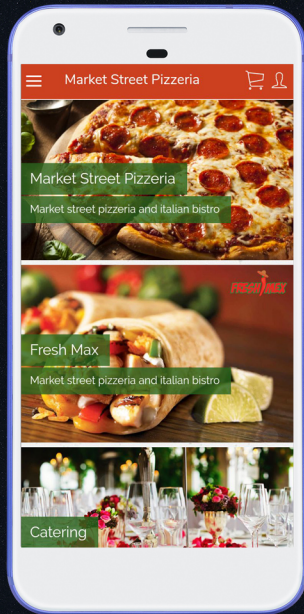 Market Street Pizzeria
Market Street Pizzeria
Market street pizzeria and italian bistro
FRESH MAX
Fresh Max
Market street pizzeria and italian bistro
Catering